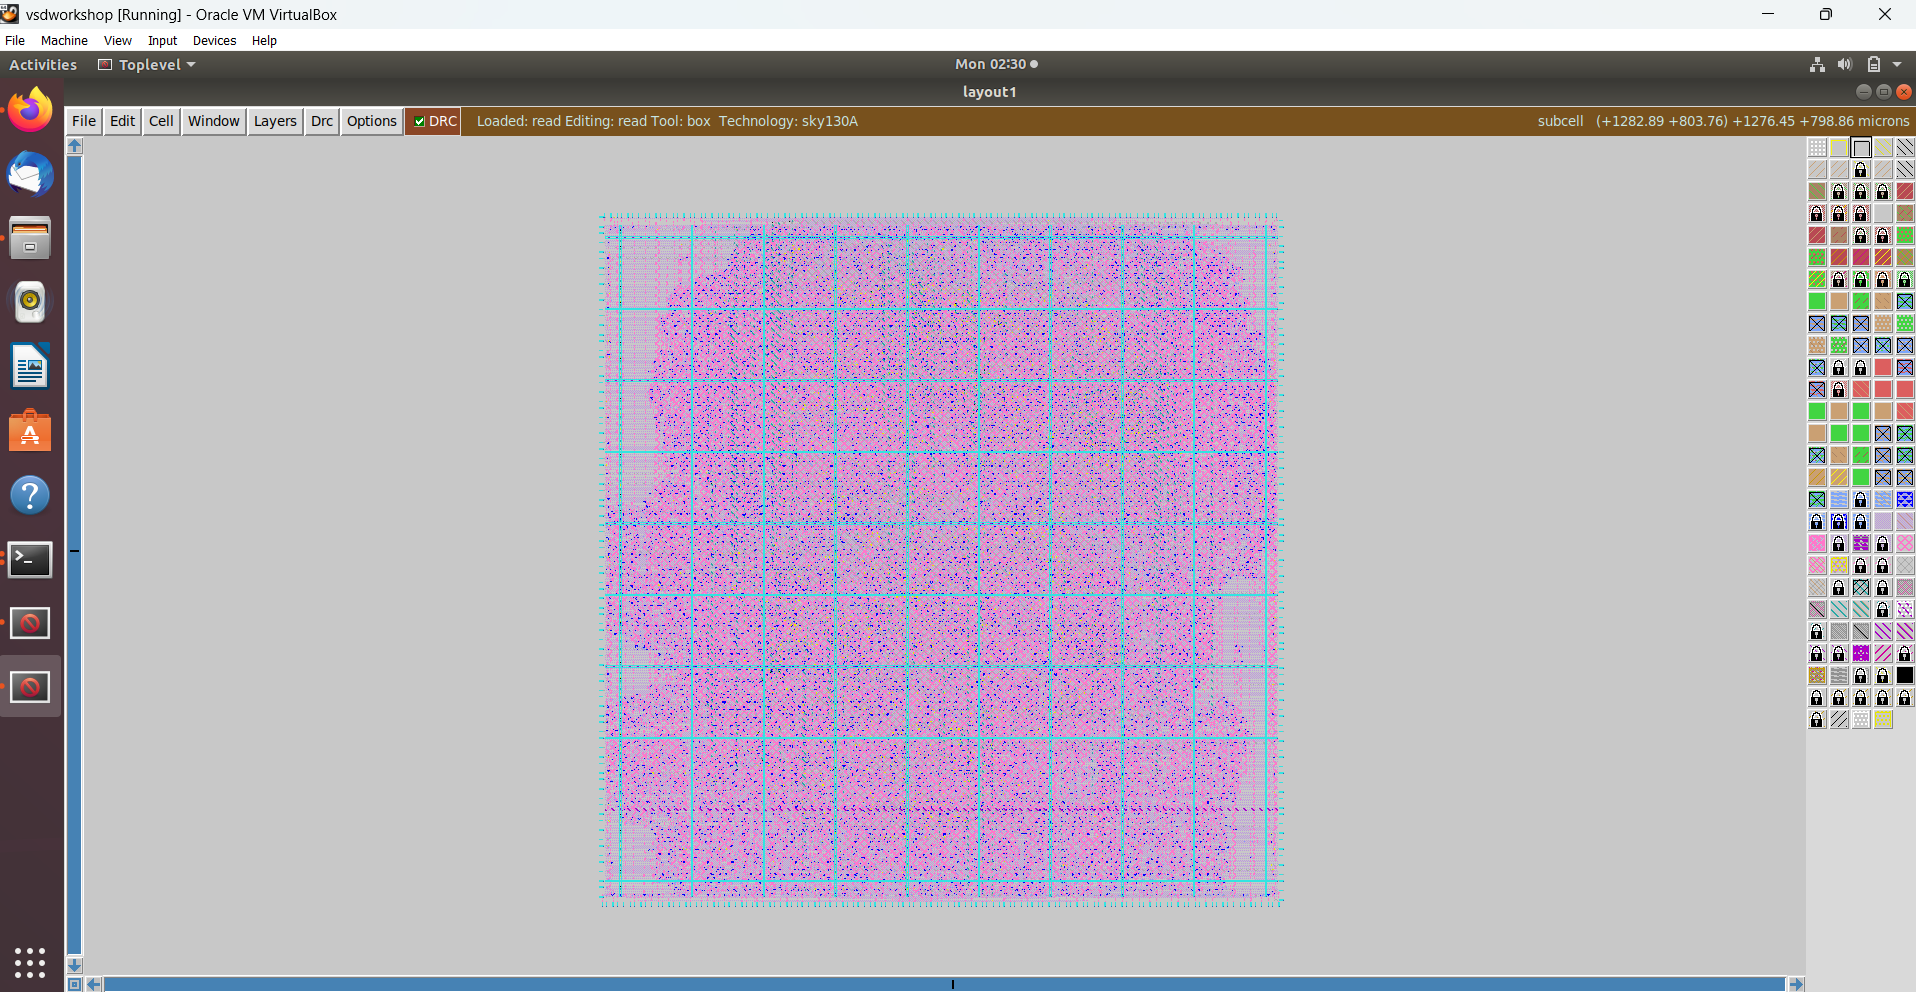 vsdworkshop [Running] - Oracle VM VirtualBox
File Machine View Input Devices Help
Activities Toplevel Mon 02:30
layout1
File Edit Cell Window Layers Drc Options DRC Loaded: read Editing: read Tool: box Technology: sky130A subcell (+1282.89 +803.76) +1276.45 +798.86 microns